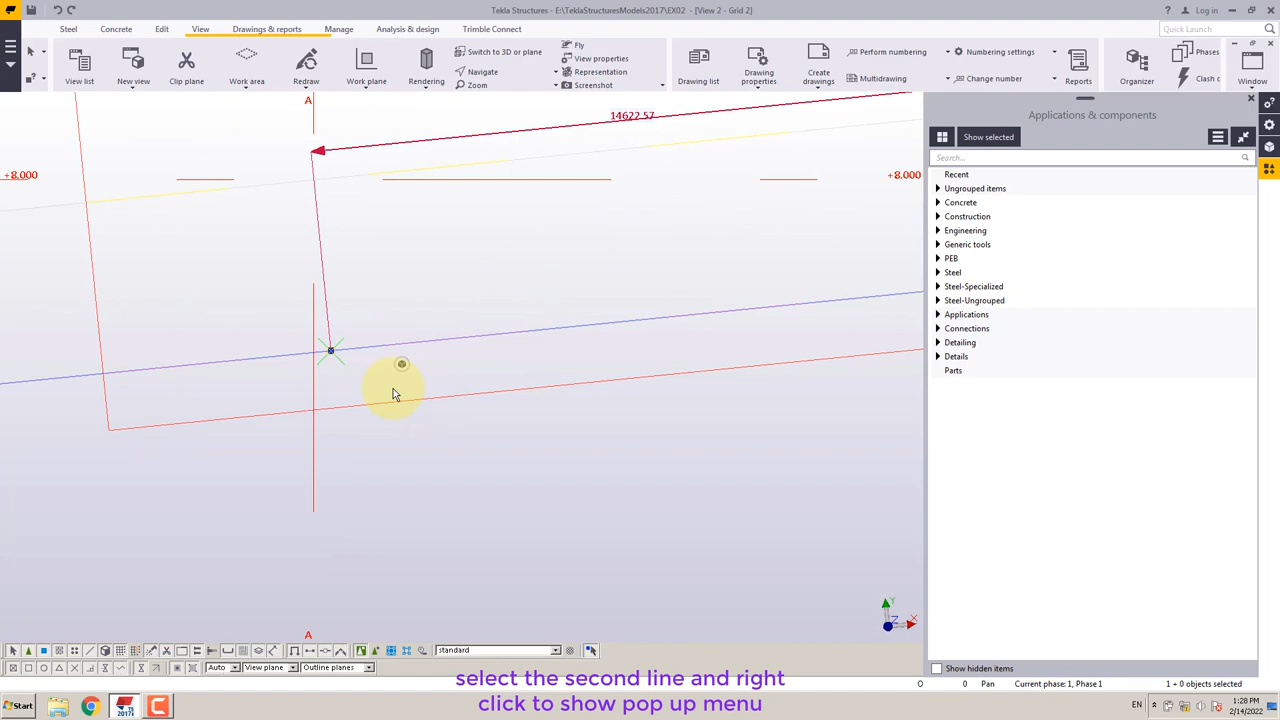 Tekla Structures - E:\TeklaStructuresModels2017\EX02 - [View 2 - Grid 2]
Log in
Steel Concrete Edit View Drawings & reports Manage Analysis & design Trimble Connect
Quick Launch
View list
New view
Clip plane
Work area
Redraw
Work plane
Rendering
Switch to 3D or plane
Navigate
Zoom
Fly
View properties
Representation
Screenshot
Drawing list
Drawing properties
Create drawings
Perform numbering
Multidrawing
Numbering settings
Change number
Reports
Organizer
Phases
Clash c
Window
A
14622.57
+8.000
+8.000
A
Applications & components
Show selected
Search...
Recent
Ungrouped items
Concrete
Construction
Engineering
Generic tools
PEB
Steel
Steel-Specialized
Steel-Ungrouped
Applications
Connections
Detailing
Details
Parts
Show hidden items
Y
Z
X
standard
Auto
View plane
Outline planes
select the second line and right
click to show pop up menu
O 0 Pan Current phase: 1, Phase 1 1 + 0 objects selected
Start
2017i
EN
1:28 PM
2/14/2022